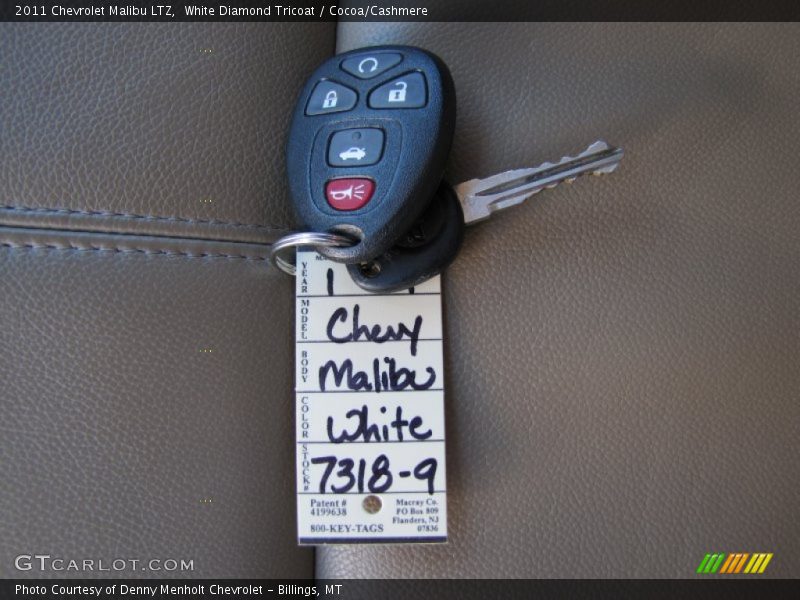 2011 Chevrolet Malibu LTZ, White Diamond Tricoat / Cocoa/Cashmere
YEAR 1 1
MODEL Chevy
BODY Malibu
COLOR White
STOCK# 7318-9
Patent #
4199638
800-KEY-TAGS
Macray Co.
PO Box 809
Flanders, NJ
07836
GTCARLOT.COM
Photo Courtesy of Denny Menholt Chevrolet – Billings, MT